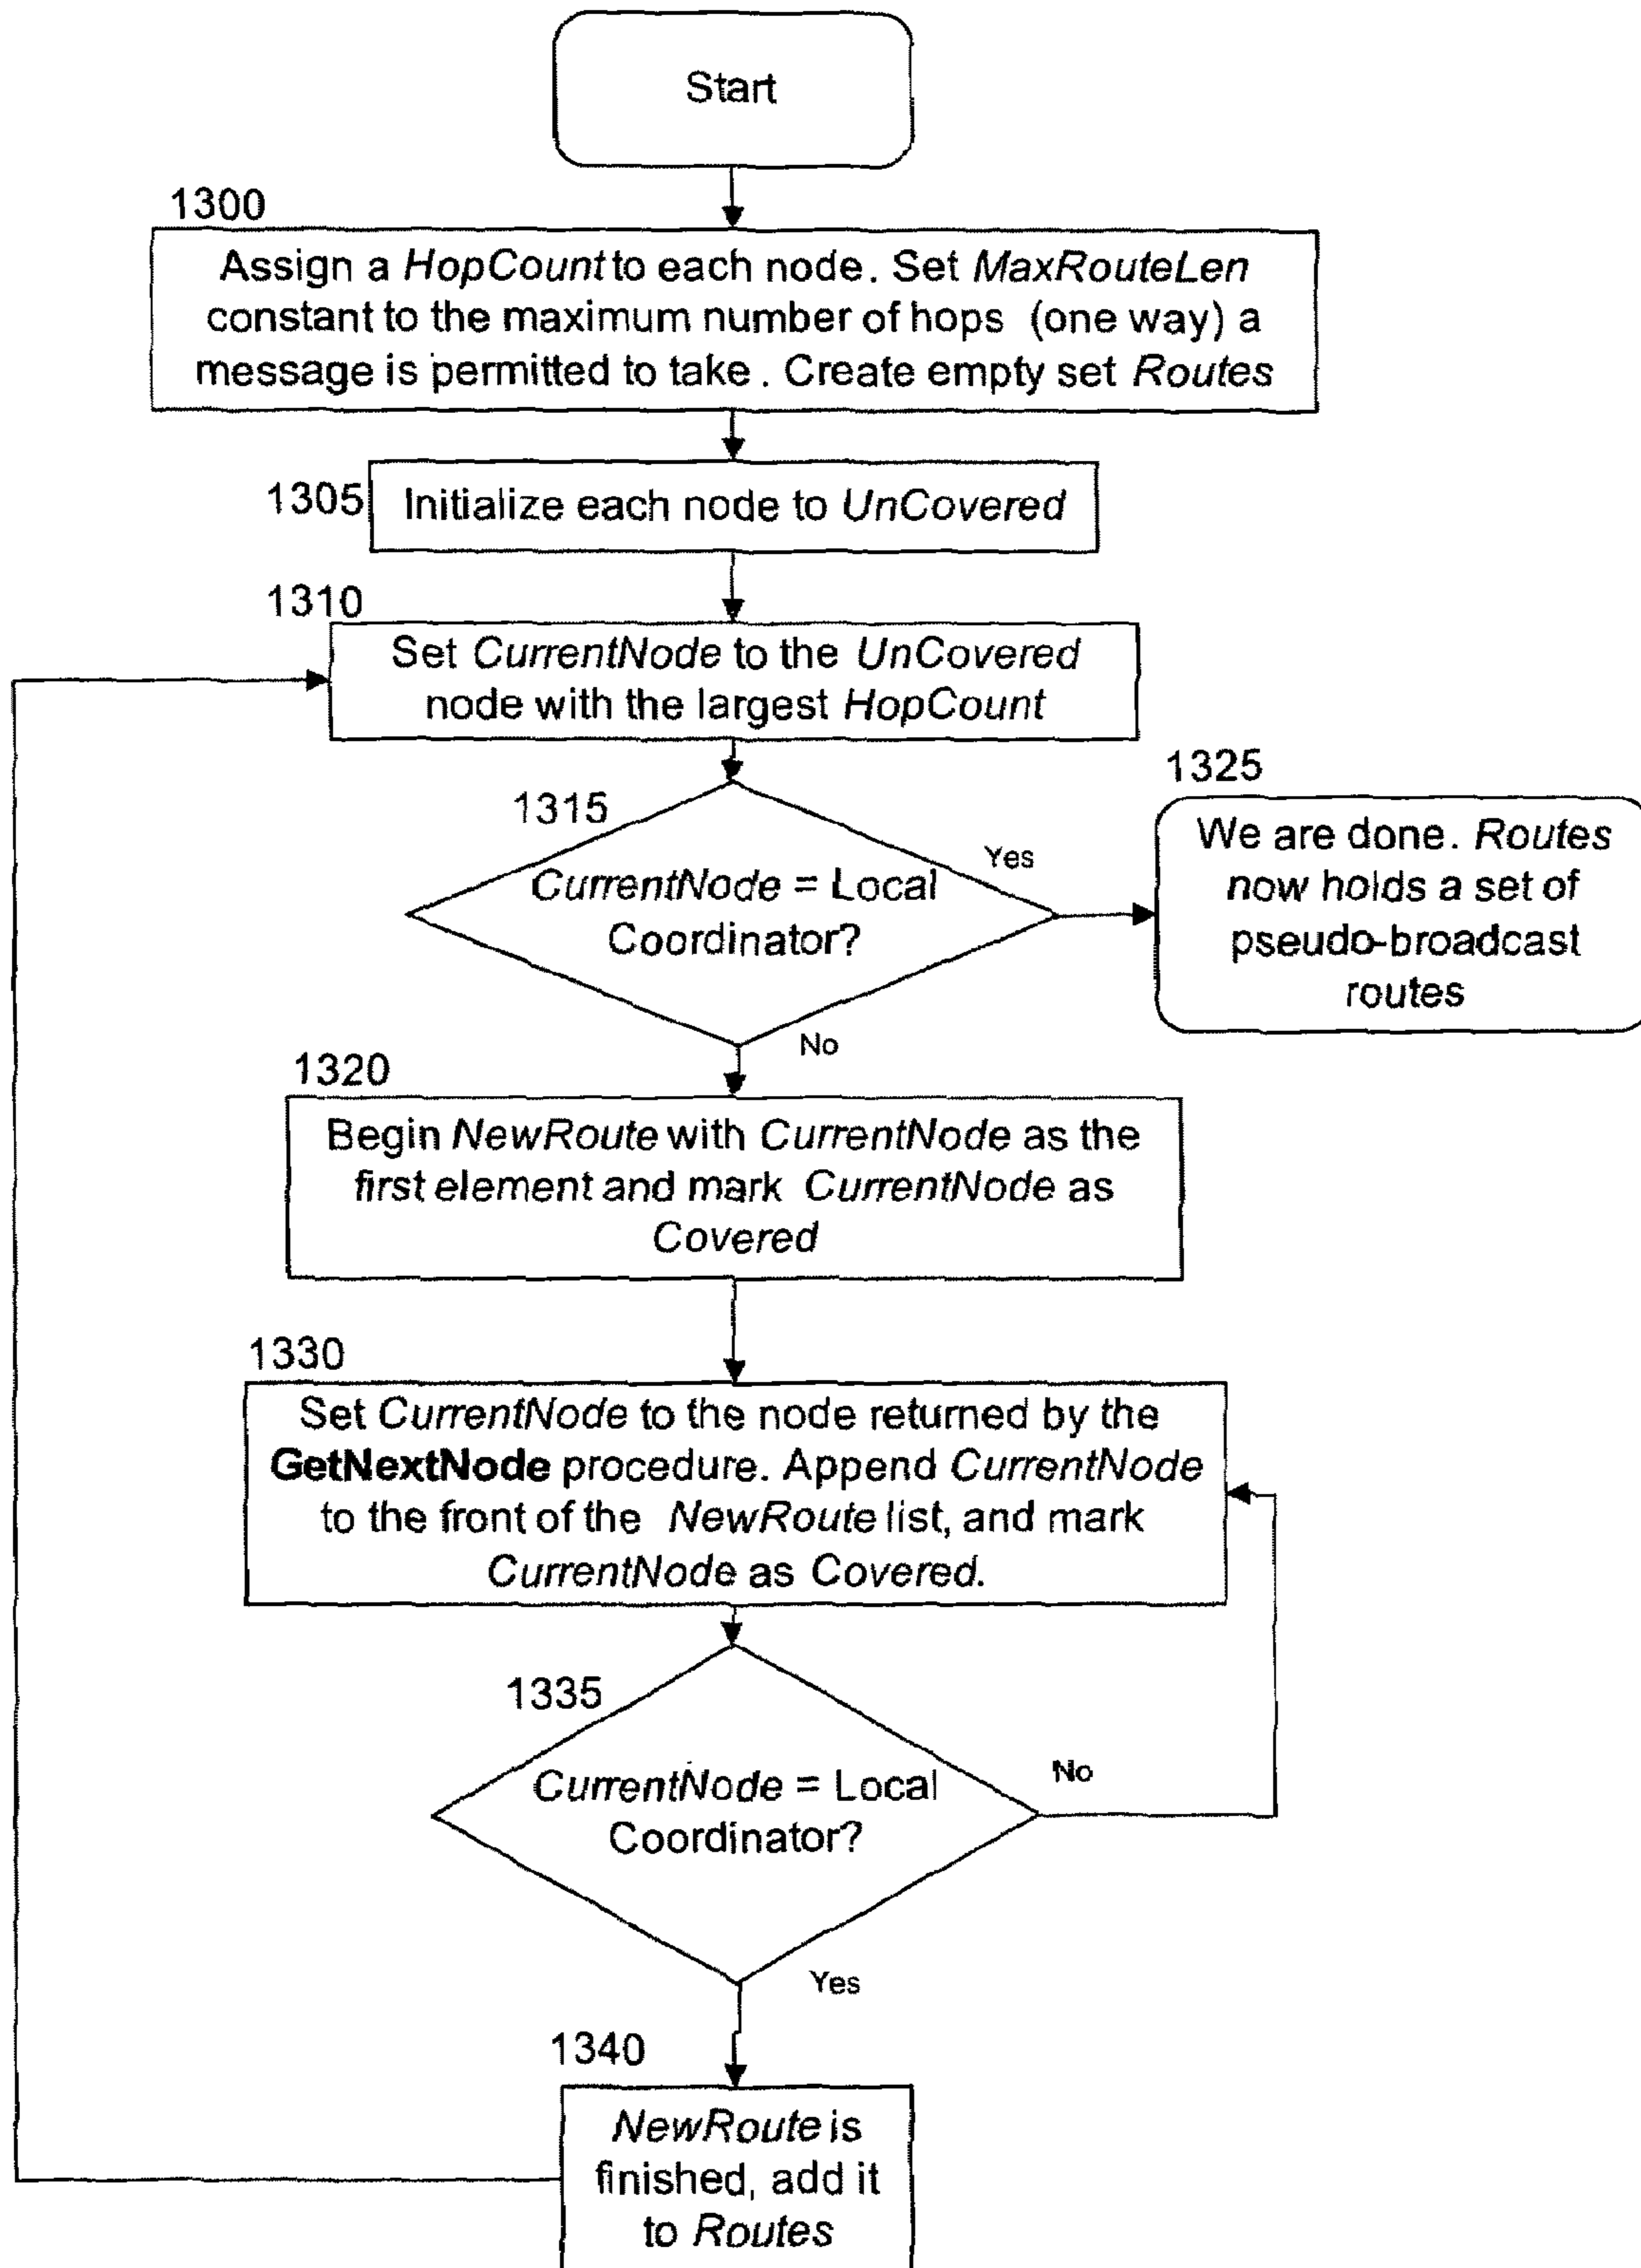 Start
1300
Assign a HopCount to each node. Set MaxRouteLen
constant to the maximum number of hops (one way) a
message is permitted to take. Create empty set Routes
1305
Initialize each node to UnCovered
1310
Set CurrentNode to the UnCovered
node with the largest HopCount
1315
CurrentNode = Local
Coordinator?
Yes
1325
We are done. Routes
now holds a set of
pseudo-broadcast
routes
No
1320
Begin NewRoute with CurrentNode as the
first element and mark CurrentNode as
Covered
1330
Set CurrentNode to the node returned by the
GetNextNode procedure. Append CurrentNode
to the front of the NewRoute list, and mark
CurrentNode as Covered.
1335
CurrentNode = Local
Coordinator?
No
Yes
1340
NewRoute is
finished, add it
to Routes